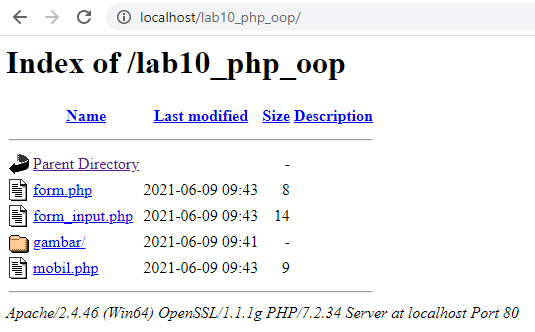 localhost/lab10_php_oop/
Index of /lab10_php_oop
Name Last modified Size Description
Parent Directory -
form.php 2021-06-09 09:43 8
form_input.php 2021-06-09 09:43 14
gambar/ 2021-06-09 09:41 -
mobil.php 2021-06-09 09:43 9
Apache/2.4.46 (Win64) OpenSSL/1.1.1g PHP/7.2.34 Server at localhost Port 80